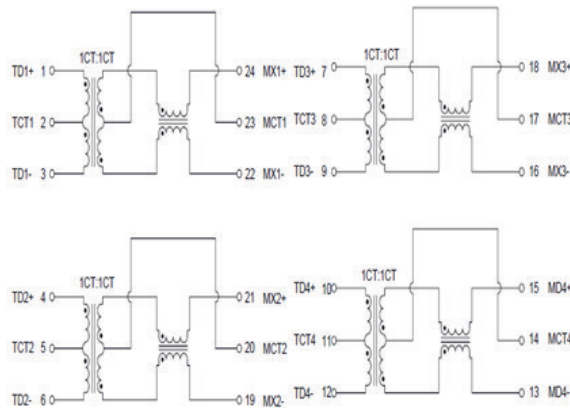 1CT:1CT
TD1+ 1 24 MX1+
TCT1 2 23 MCT1
TD1- 3 22 MX1-
1CT:1CT
TD3+ 7 18 MX3+
TCT3 8 17 MCT3
TD3- 9 16 MX3-
1CT:1CT
TD2+ 4 21 MX2+
TCT2 5 20 MCT2
TD2- 6 19 MX2-
1CT:1CT
TD4+ 10 15 MD4+
TCT4 11 14 MCT4
TD4- 12 13 MD4-